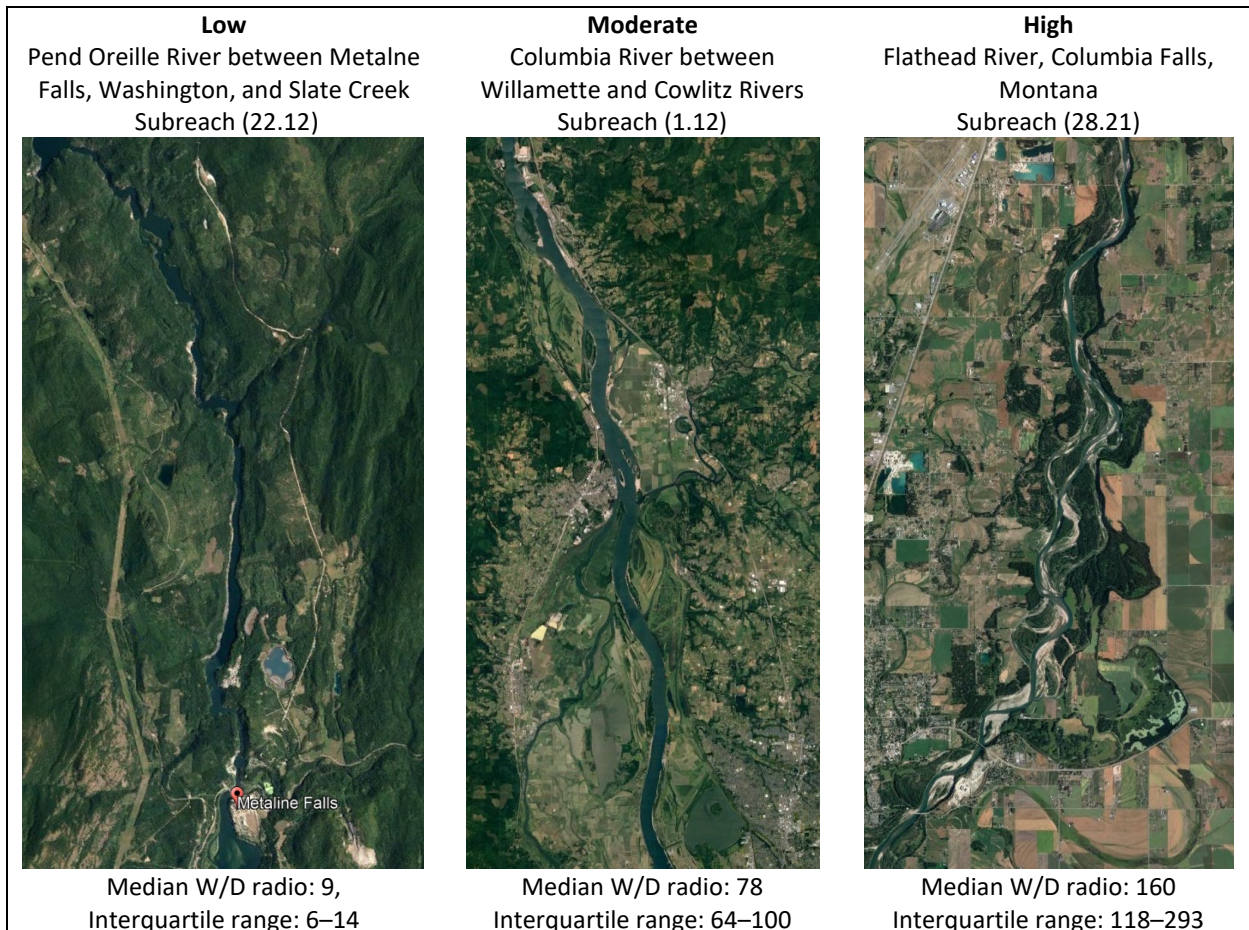 Low
Pend Oreille River between Metalne
Falls, Washington, and Slate Creek
Subreach (22.12)
Moderate
Columbia River between
Willamette and Cowlitz Rivers
Subreach (1.12)
High
Flathead River, Columbia Falls,
Montana
Subreach (28.21)
Metaline Falls
Median W/D radio: 9,
Interquartile range: 6–14
Median W/D radio: 78
Interquartile range: 64–100
Median W/D radio: 160
Interquartile range: 118–293